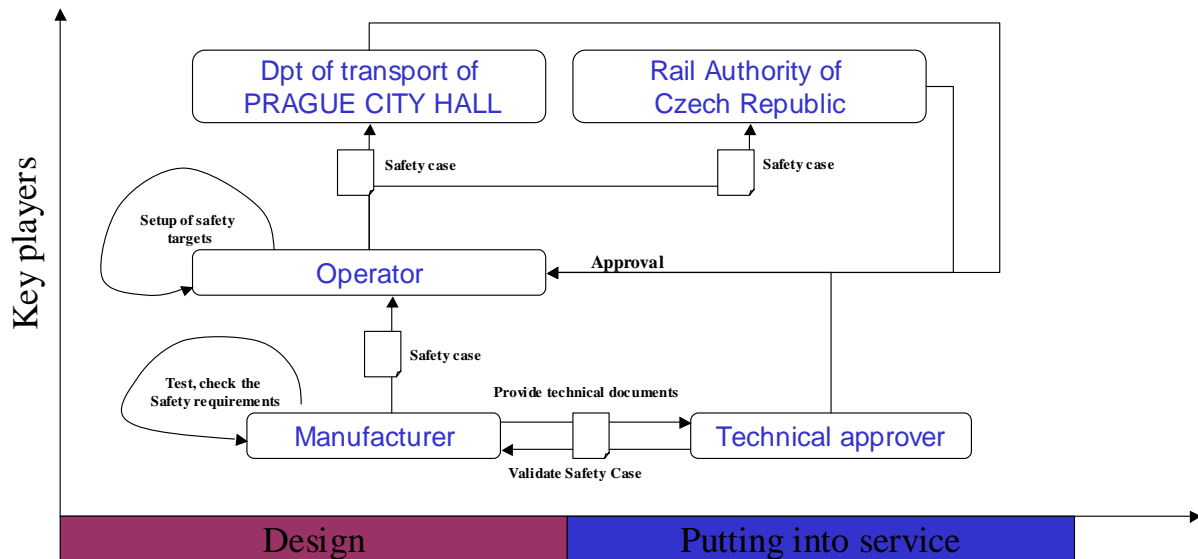 Key players
Dpt of transport of
PRAGUE CITY HALL
Rail Authority of
Czech Republic
Safety case
Safety case
Setup of safety
targets
Operator
Approval
Safety case
Test, check the
Safety requirements
Provide technical documents
Manufacturer
Technical approver
Validate Safety Case
Design
Putting into service